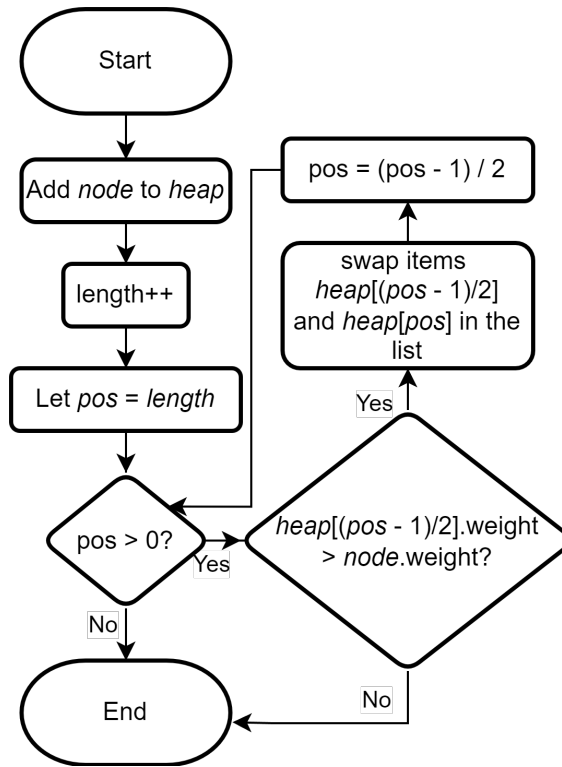 Start
Add node to heap
length++
Let pos = length
pos > 0?
Yes
No
End
heap[(pos - 1)/2].weight
> node.weight?
Yes
No
swap items
heap[(pos - 1)/2]
and heap[pos] in the
list
pos = (pos - 1) / 2